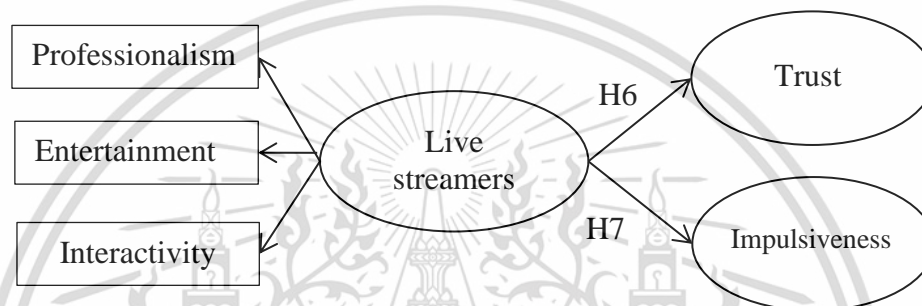 Professionalism
Entertainment
Interactivity
Live
streamers
H6
H7
Trust
Impulsiveness